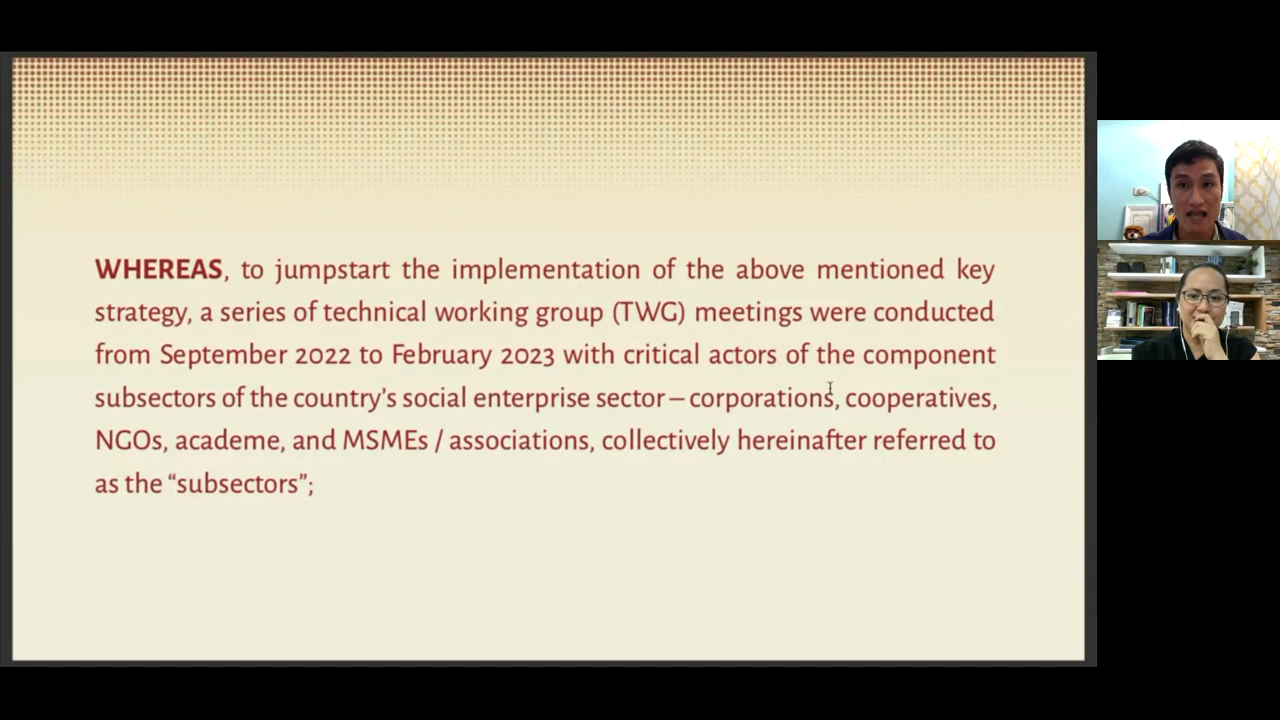 WHEREAS, to jumpstart the implementation of the above mentioned key
strategy, a series of technical working group (TWG) meetings were conducted
from September 2022 to February 2023 with critical actors of the component
subsectors of the country’s social enterprise sector – corporations, cooperatives,
NGOs, academe, and MSMEs / associations, collectively hereinafter referred to
as the “subsectors”;